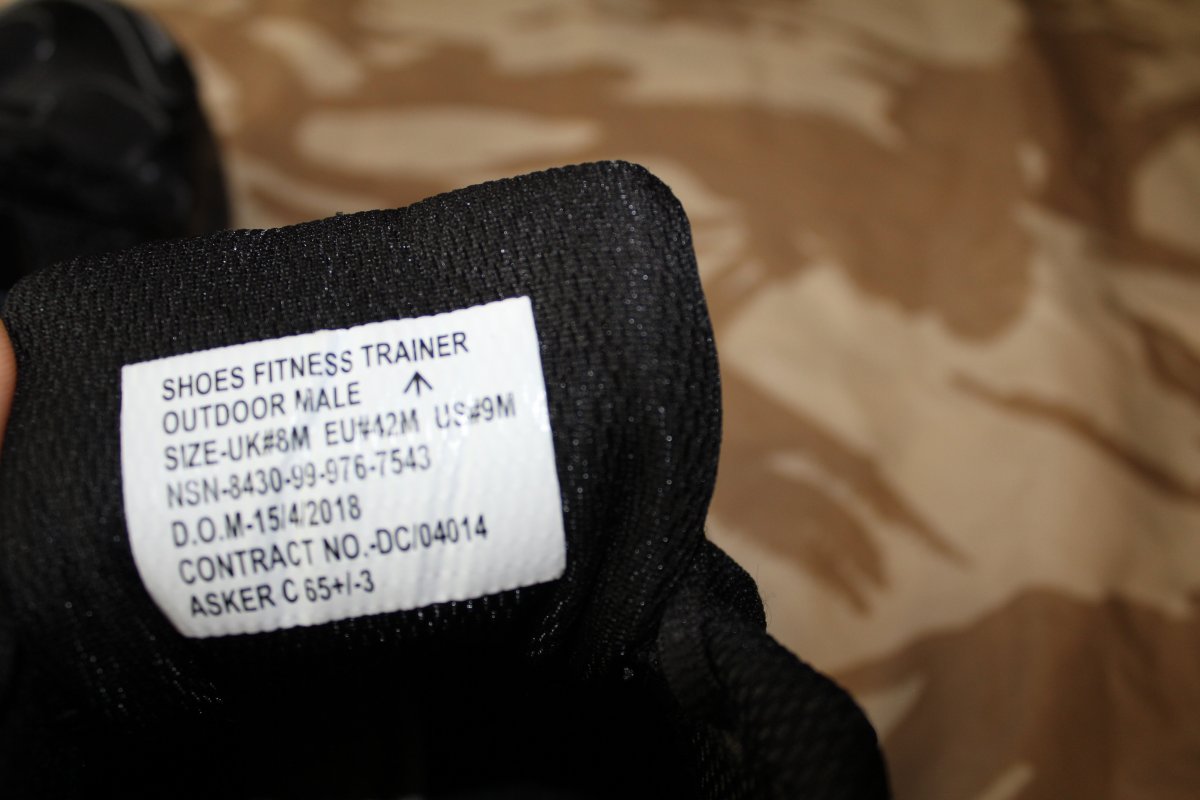 SHOES FITNESS TRAINER
OUTDOOR MALE
SIZE-UK#8M EU#42M US#9M
NSN-8430-99-976-7543
D.O.M-15/4/2018
CONTRACT NO.-DC/04014
ASKER C 65+/-3